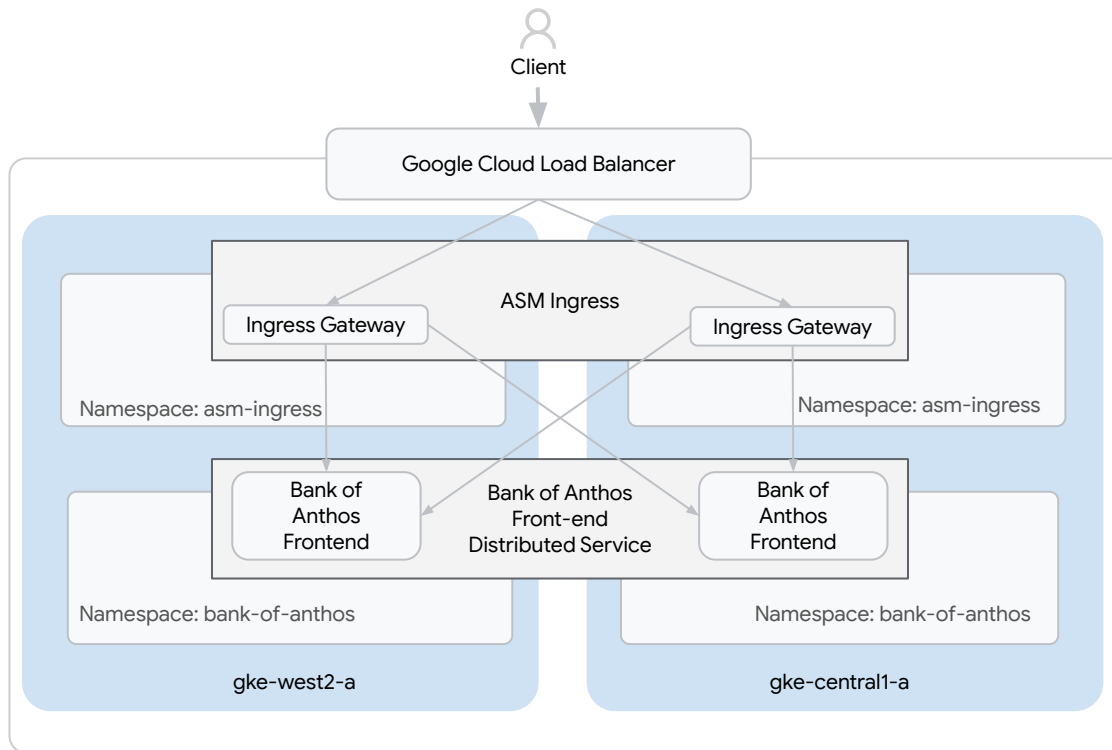 Client
Google Cloud Load Balancer
ASM Ingress
Ingress Gateway
Ingress Gateway
Namespace: asm-ingress
Namespace: asm-ingress
Bank of
Anthos
Frontend
Bank of Anthos
Front-end
Distributed Service
Bank of
Anthos
Frontend
Namespace: bank-of-anthos
Namespace: bank-of-anthos
gke-west2-a
gke-central1-a